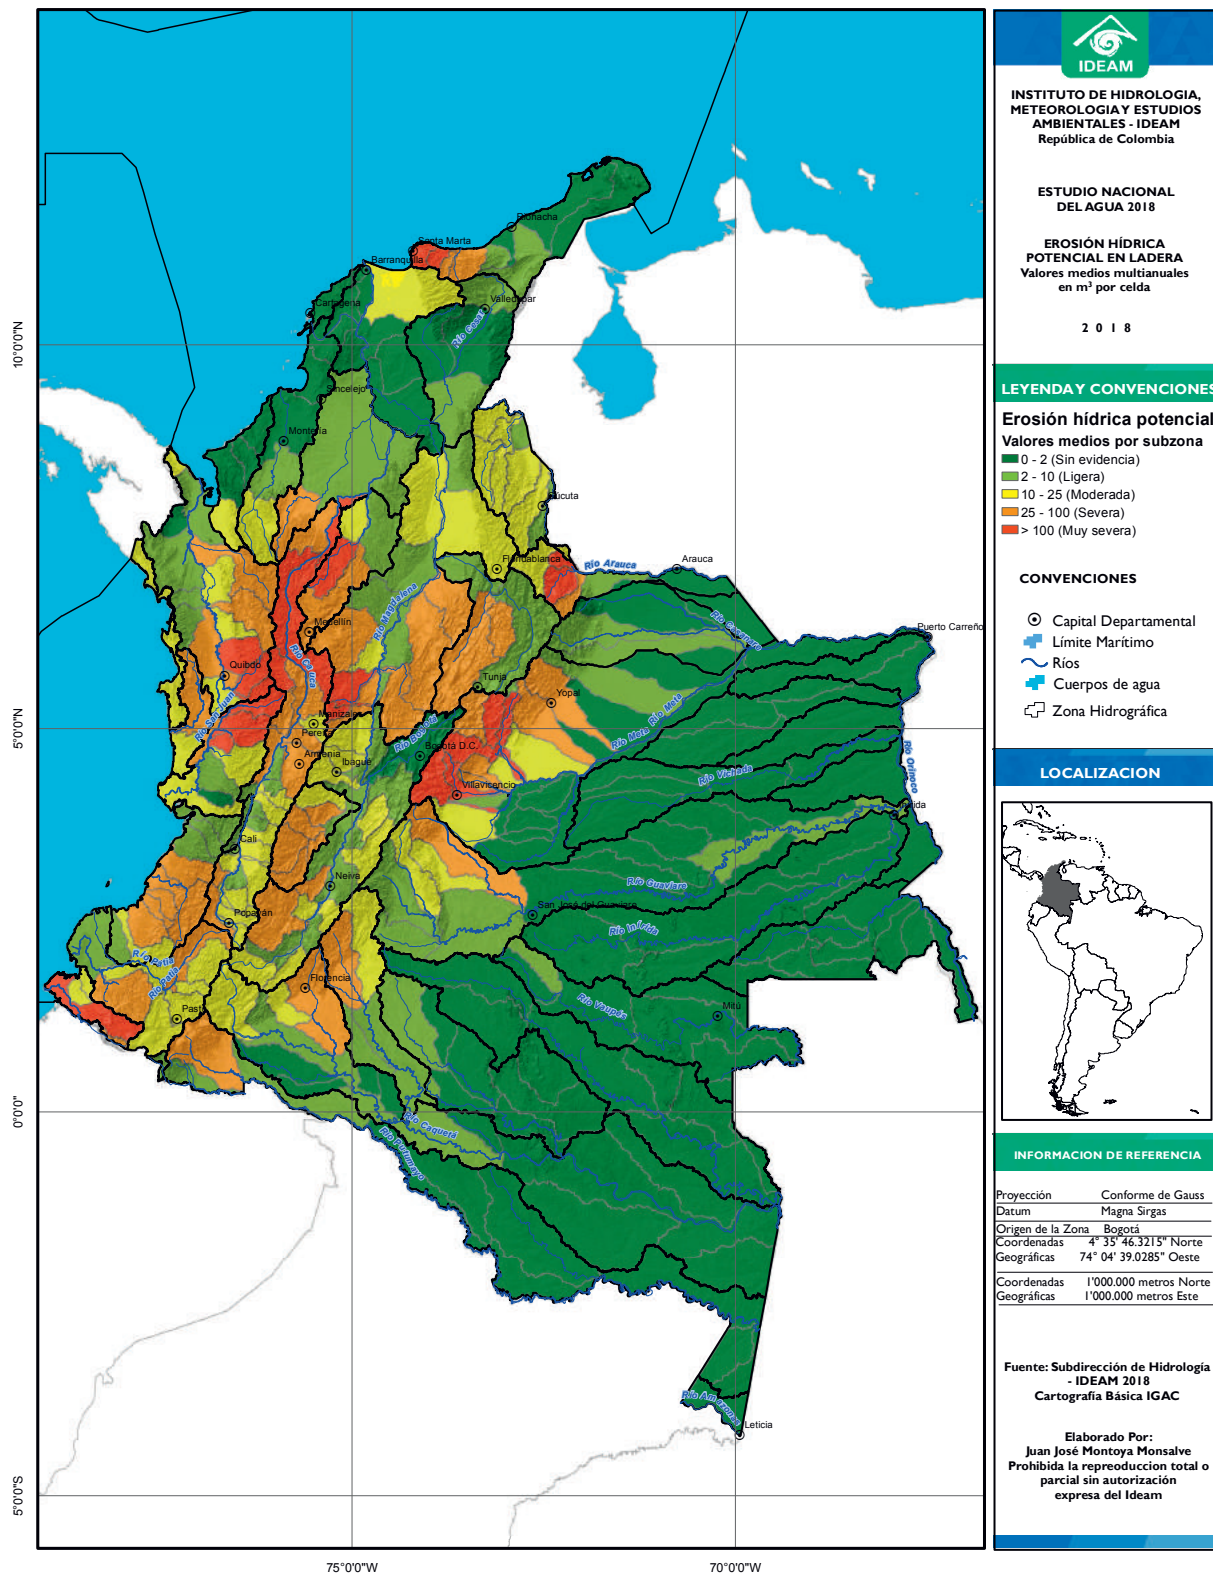 IDEAM
INSTITUTO DE HIDROLOGIA,
METEOROLOGIA Y ESTUDIOS
AMBIENTALES - IDEAM
República de Colombia
ESTUDIO NACIONAL
DEL AGUA 2018
EROSIÓN HÍDRICA
POTENCIAL EN LADERA
Valores medios multianuales
en m³ por celda
2 0 1 8
LEYENDA Y CONVENCIONES
Erosión hídrica potencial
Valores medios por subzona
0 - 2 (Sin evidencia)
2 - 10 (Ligera)
10 - 25 (Moderada)
25 - 100 (Severa)
> 100 (Muy severa)
CONVENCIONES
Capital Departamental
Límite Marítimo
Ríos
Cuerpos de agua
Zona Hidrográfica
LOCALIZACION
INFORMACION DE REFERENCIA
Proyección Conforme de Gauss
Datum Magna Sirgas
Origen de la Zona Bogotá
Coordenadas 4° 35' 46.3215" Norte
Geográficas 74° 04' 39.0285" Oeste
Coordenadas 1'000.000 metros Norte
Geográficas 1'000.000 metros Este
Fuente: Subdirección de Hidrología
- IDEAM 2018
Cartografía Básica IGAC
Elaborado Por:
Juan José Montoya Monsalve
Prohibida la repreoduccion total o
parcial sin autorización
expresa del Ideam
10°0'0"N
5°0'0"N
0°0'0"
5°0'0"S
75°0'0"W
70°0'0"W
Riohacha
Santa Marta
Barranquilla
Cartagena
Valledupar
Río Cesar
Sincelejo
Montería
Cúcuta
Floridablanca
Río Arauca
Arauca
Río Magdalena
Medellín
Río Casanare
Puerto Carreño
Río Cauca
Quibdó
Tunja
Yopal
Río San Juan
Manizales
Río Meta
Río Meta
Pereira
Río Bogotá
Bogotá D.C.
Armenia
Ibagué
Río Vichada
Río Orinoco
Villavicencio
Inírida
Cali
Neiva
Río Guaviare
San José del Guaviare
Popayán
Río Inírida
Río Patía
Río Patía
Florencia
Río Vaupés
Mitú
Pasto
Río Caquetá
Río Putumayo
Río Amazonas
Leticia